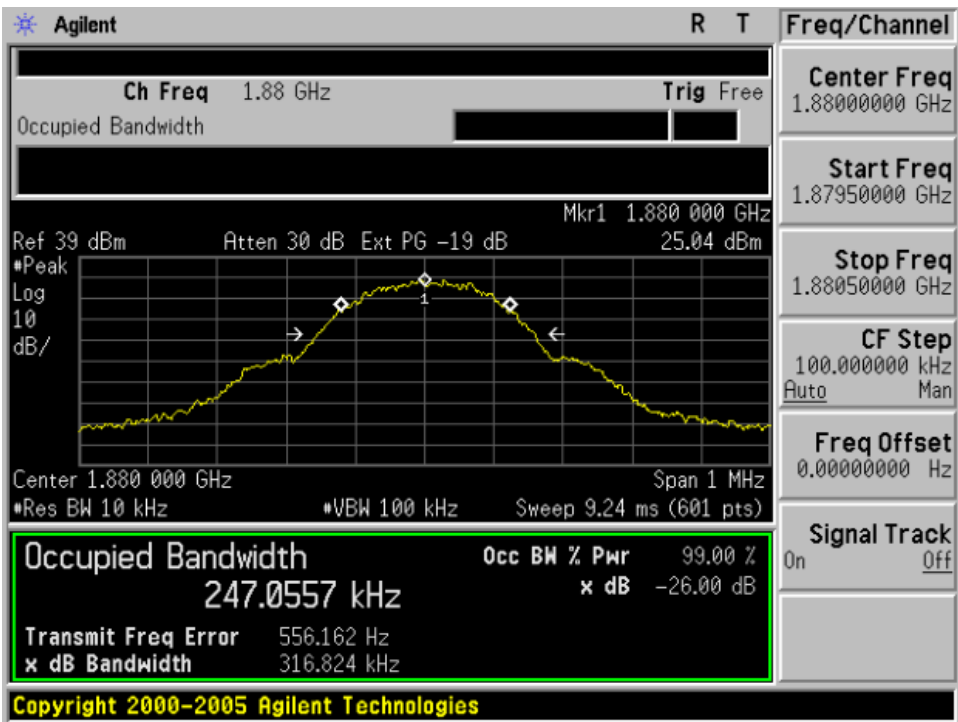 Agilent R T Freq/Channel
Ch Freq 1.88 GHz Trig Free
Occupied Bandwidth
Center Freq
1.88000000 GHz
Start Freq
1.87950000 GHz
Stop Freq
1.88050000 GHz
CF Step
100.000000 kHz
Auto Man
Freq Offset
0.00000000 Hz
Signal Track
On Off
Mkr1 1.880 000 GHz
Ref 39 dBm Atten 30 dB Ext PG -19 dB 25.04 dBm
#Peak
Log
10
dB/
1
Center 1.880 000 GHz Span 1 MHz
#Res BW 10 kHz #VBW 100 kHz Sweep 9.24 ms (601 pts)
Occupied Bandwidth Occ BW % Pwr 99.00 %
247.0557 kHz x dB -26.00 dB
Transmit Freq Error 556.162 Hz
x dB Bandwidth 316.824 kHz
Copyright 2000-2005 Agilent Technologies